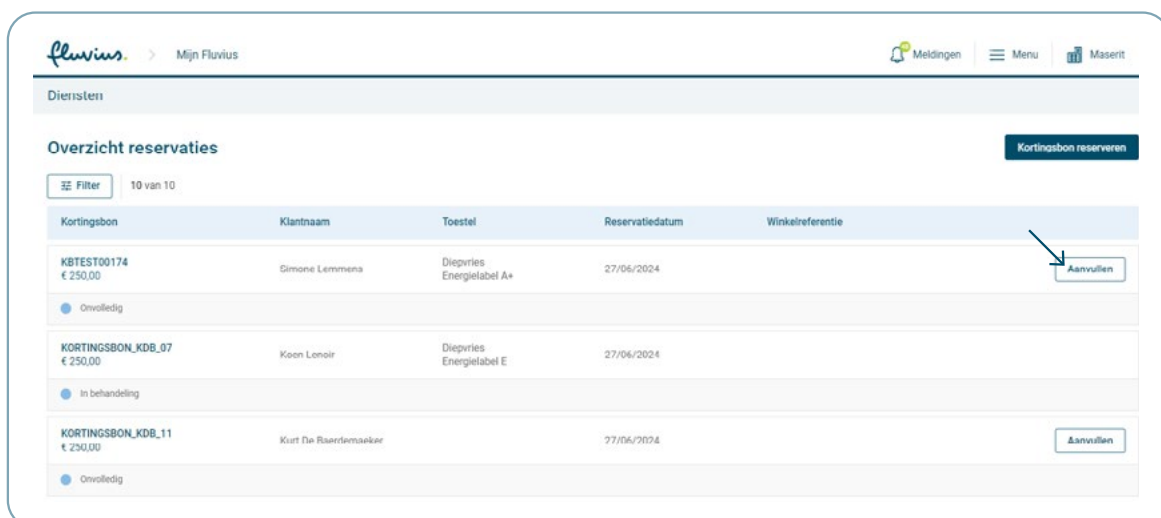 fluvius. > Mijn Fluvius Meldingen Menu Maserit
Diensten
Overzicht reservaties Kortingsbon reserveren
Filter 10 van 10
Kortingsbon Klantnaam Toestel Reservatiedatum Winkelreferentie
KBTEST00174 Simone Lemmens Diepvries 27/06/2024 Aanvullen
€ 250,00 Energielabel A+
Onvolledig
KORTINGSBON_KDB_07 Koen Lenoir Diepvries 27/06/2024
€ 250,00 Energielabel E
In behandeling
KORTINGSBON_KDB_11 Kurt De Baerdemaeker 27/06/2024 Aanvullen
€ 250,00
Onvolledig